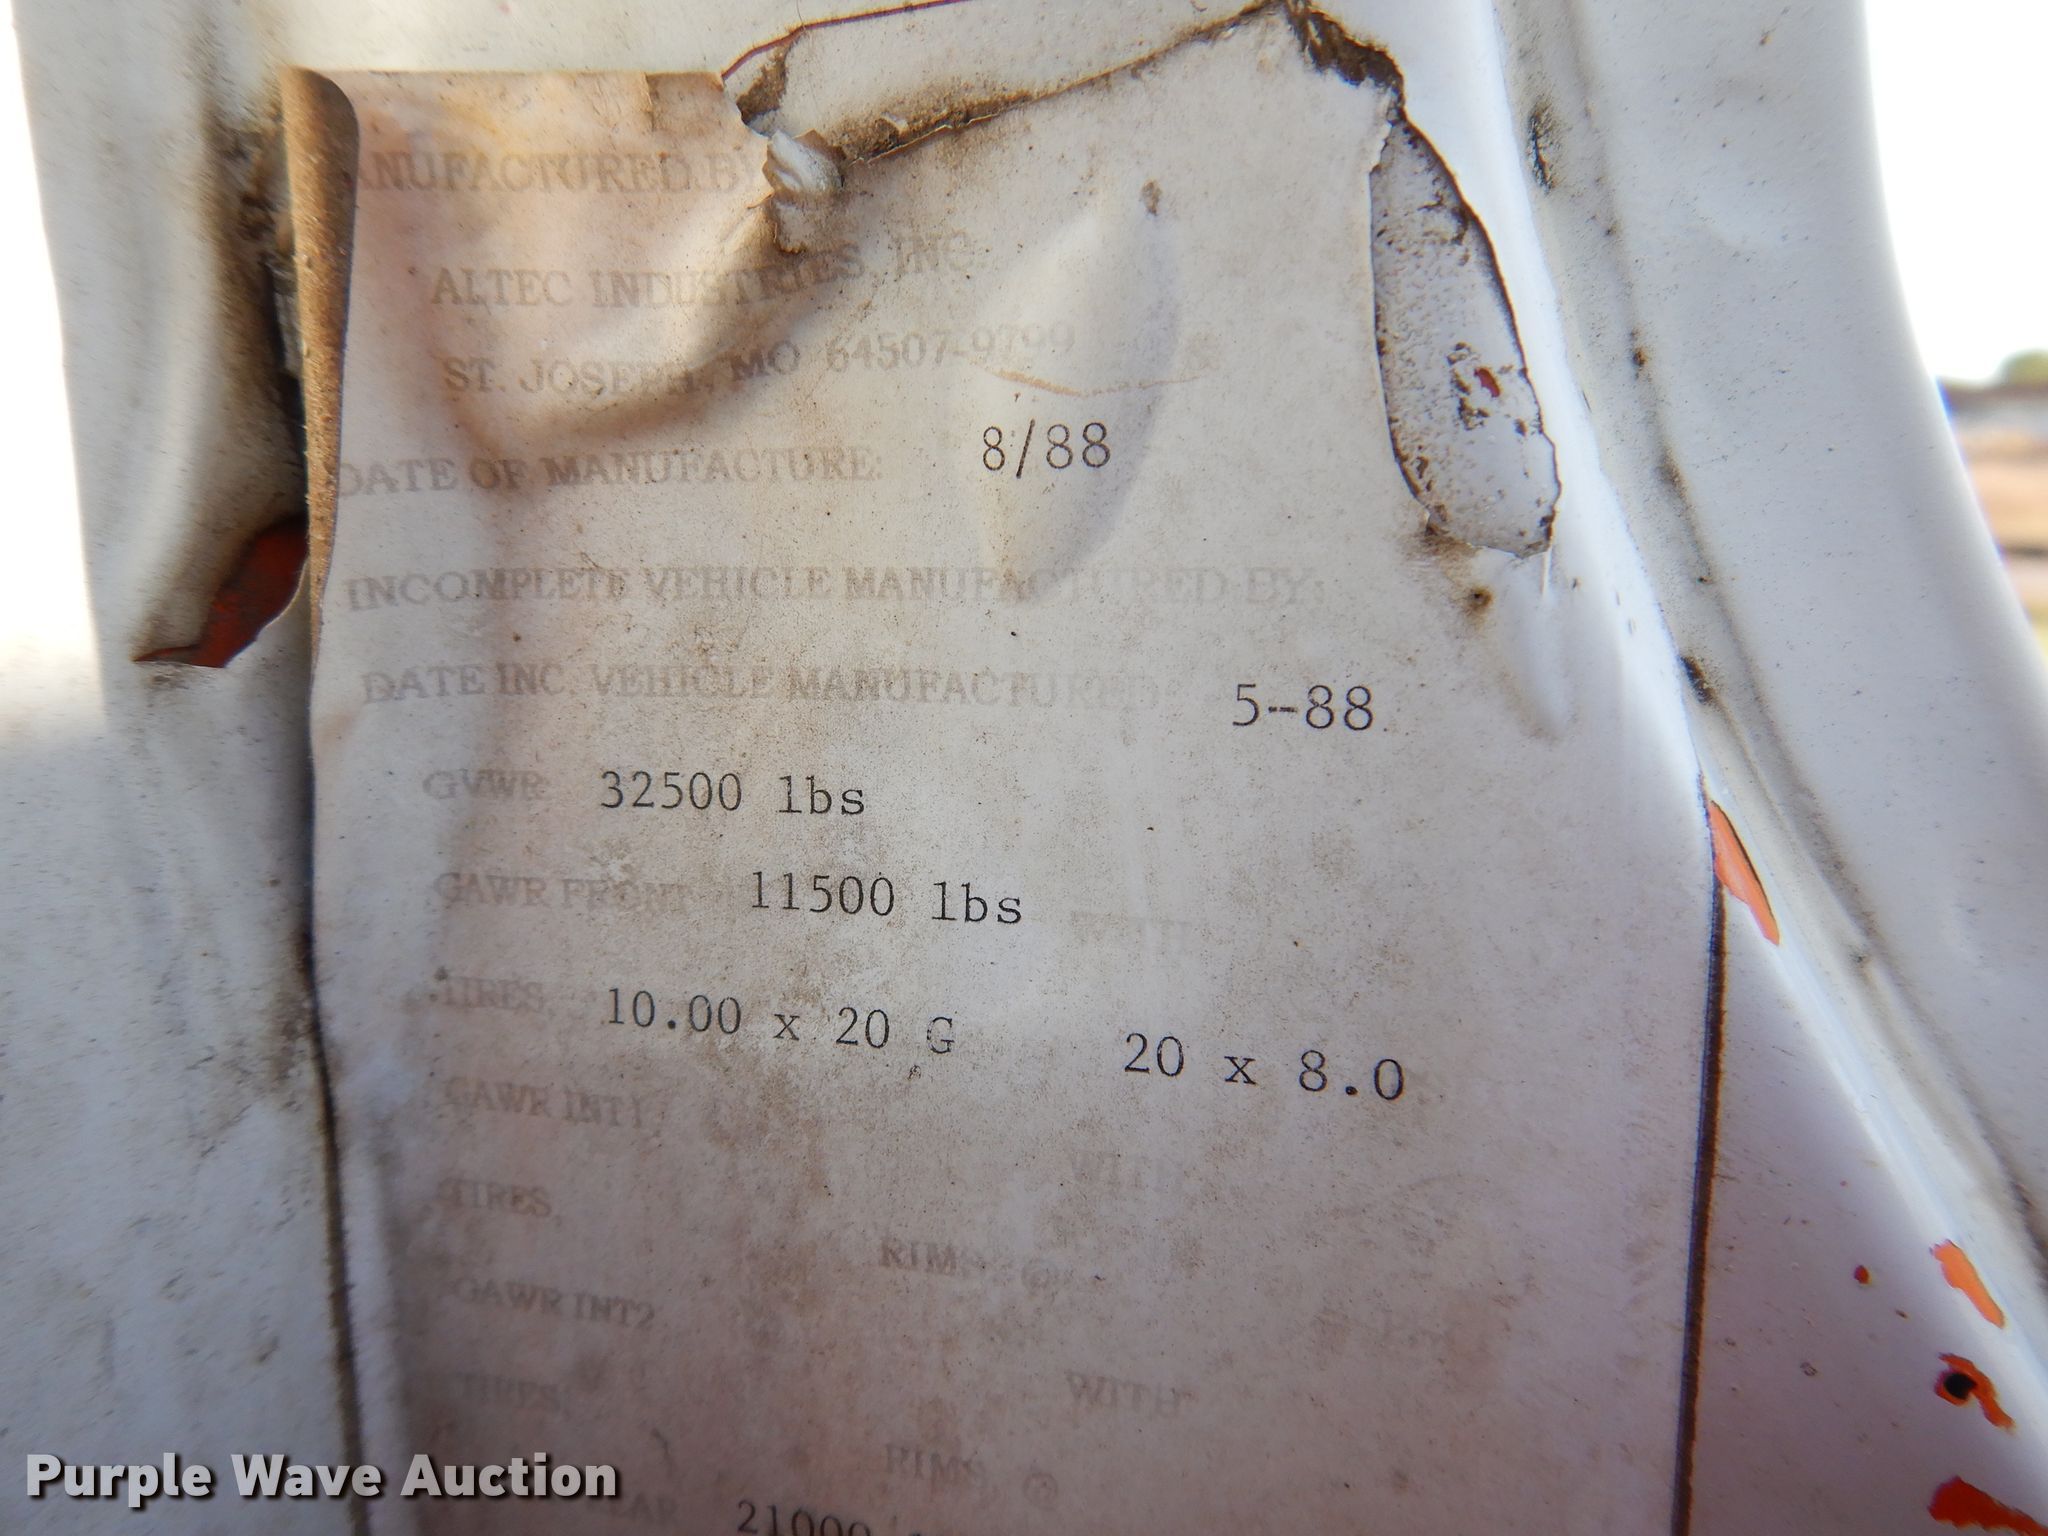 ANUFACTURED BY
ALTEC INDUSTRIES, INC.
ST. JOSEPH, MO 64507-9799
DATE OF MANUFACTURE: 8/88
INCOMPLETE VEHICLE MANUFACTURED BY:
DATE INC. VEHICLE MANUFACTURED: 5-88
GVWR 32500 lbs
GAWR FRONT 11500 lbs WITH
TIRES, 10.00 x 20 G 20 x 8.0
GAWR INT1
WITH
TIRES,
RIMS @
GAWR INT2
WITH
TIRES,
RIMS @
21000
Purple Wave Auction